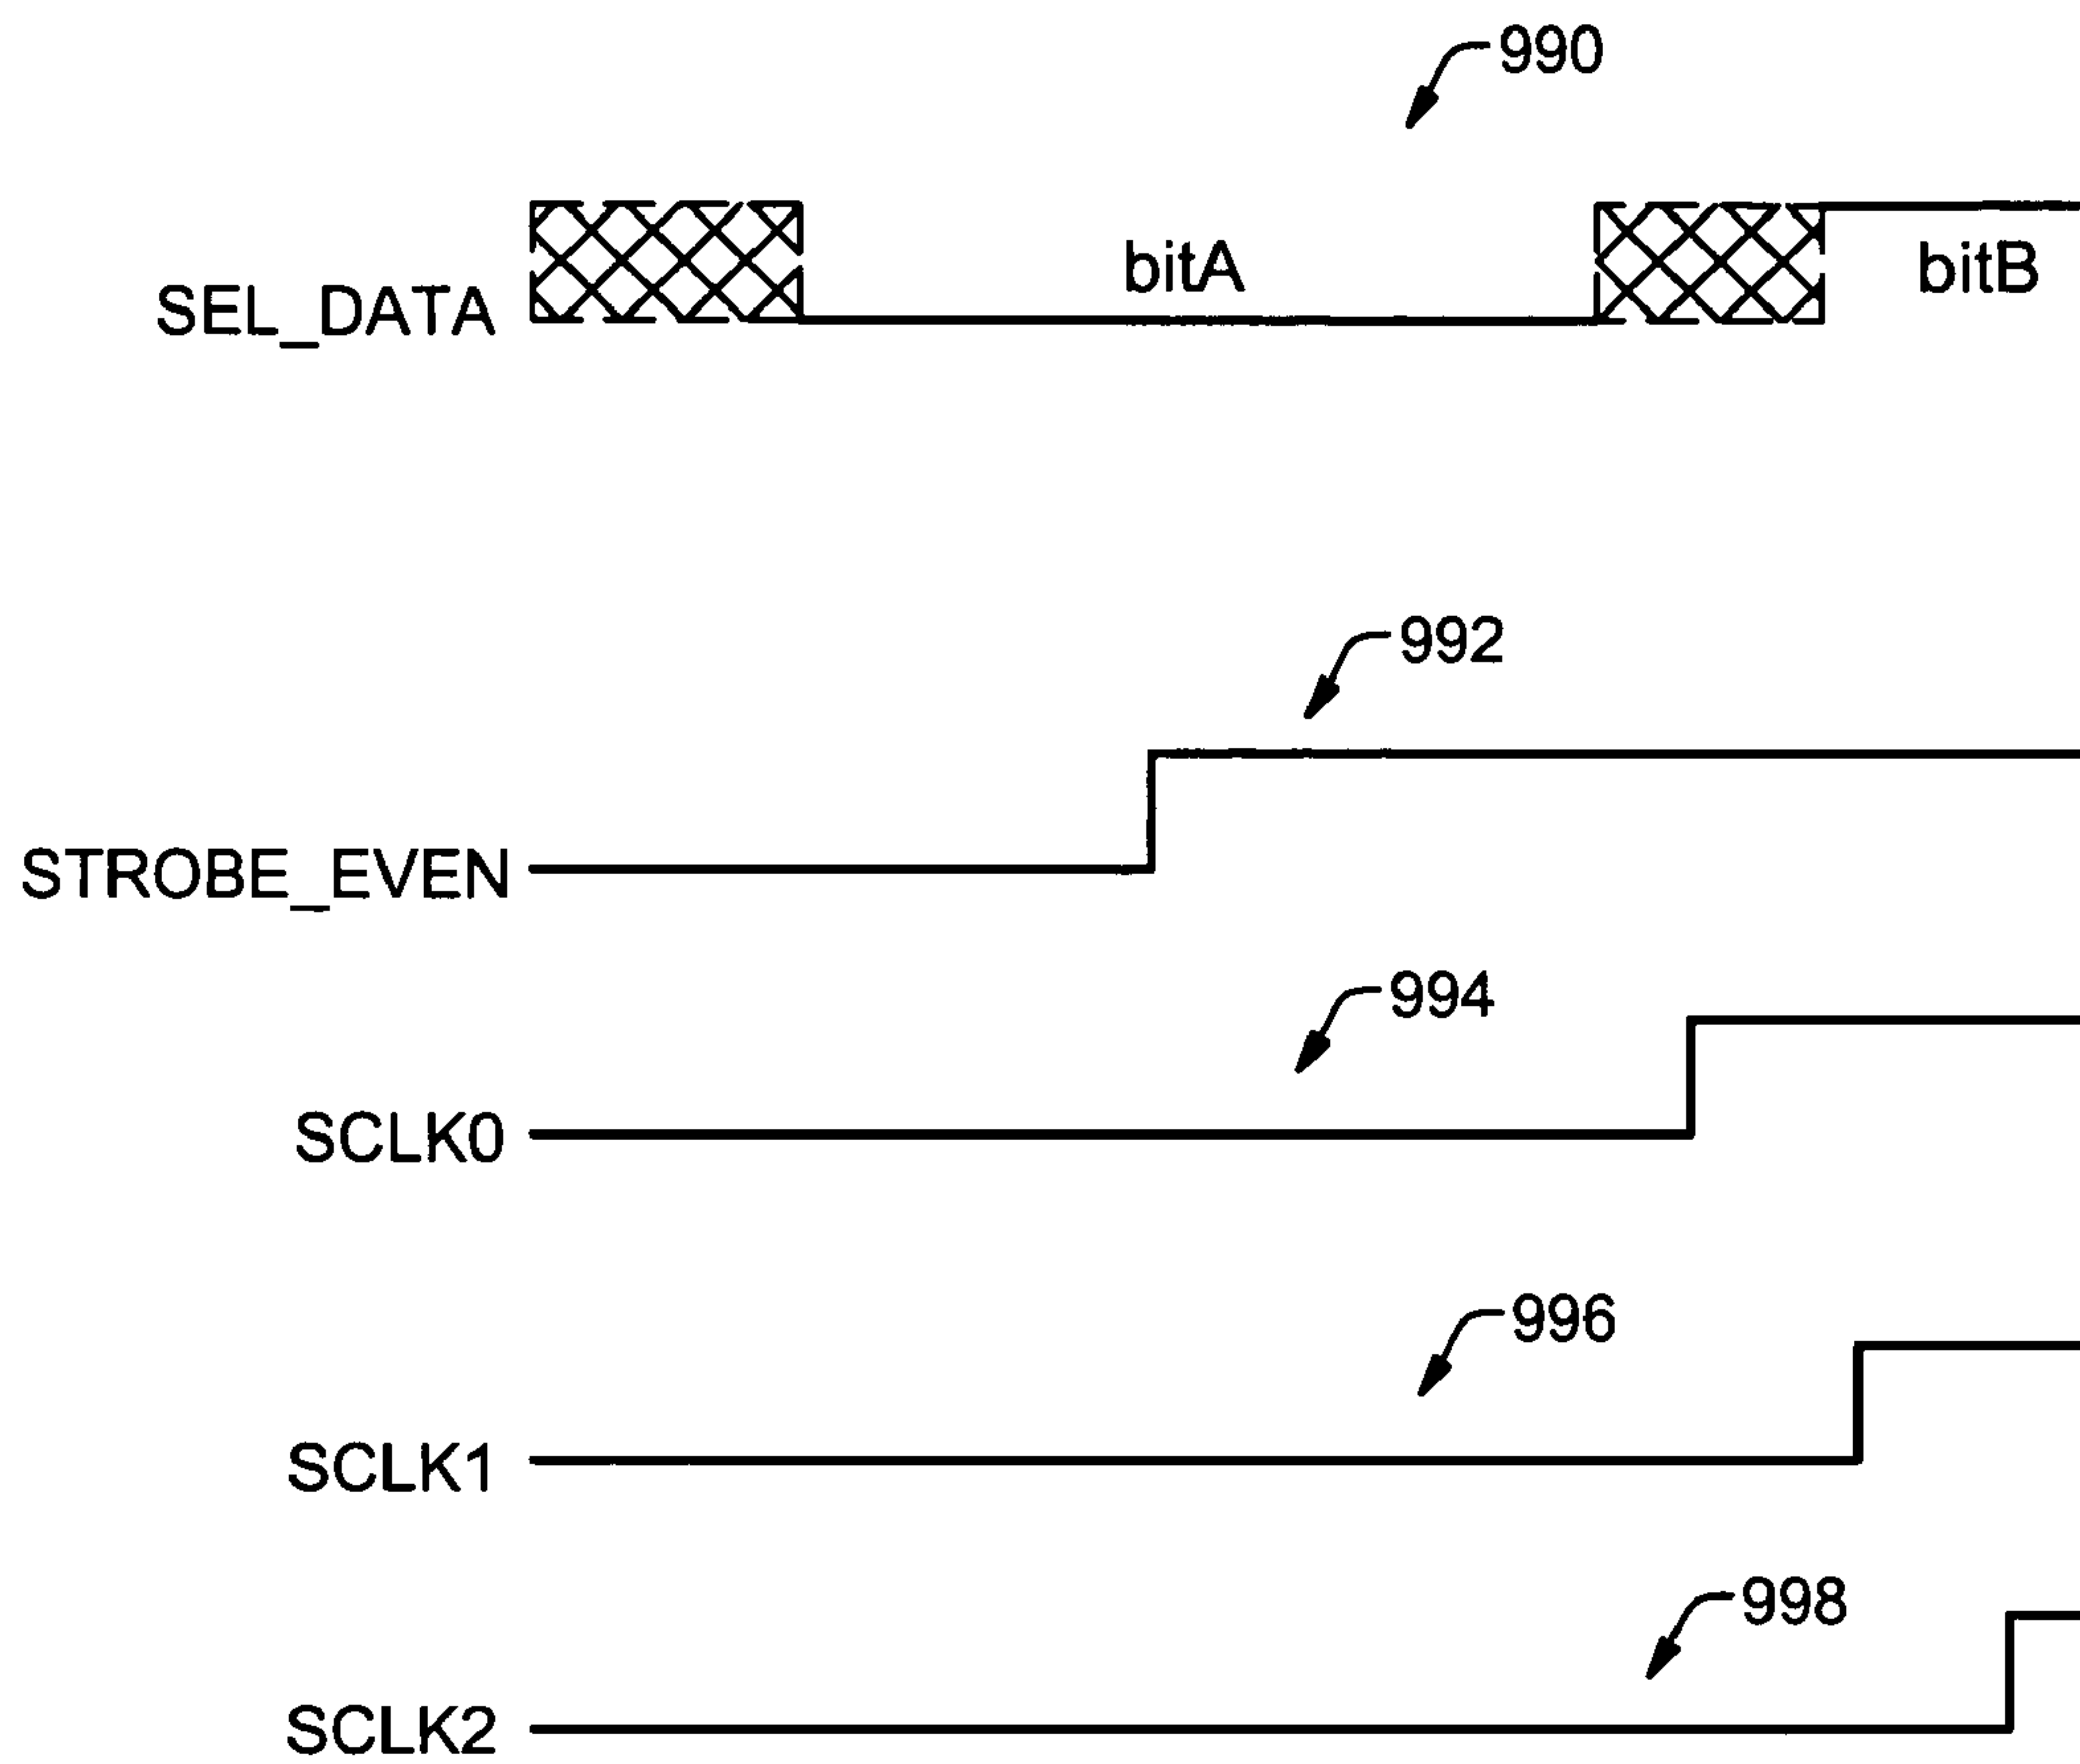 990
bitA
bitB
SEL_DATA
992
STROBE_EVEN
994
SCLK0
996
SCLK1
998
SCLK2